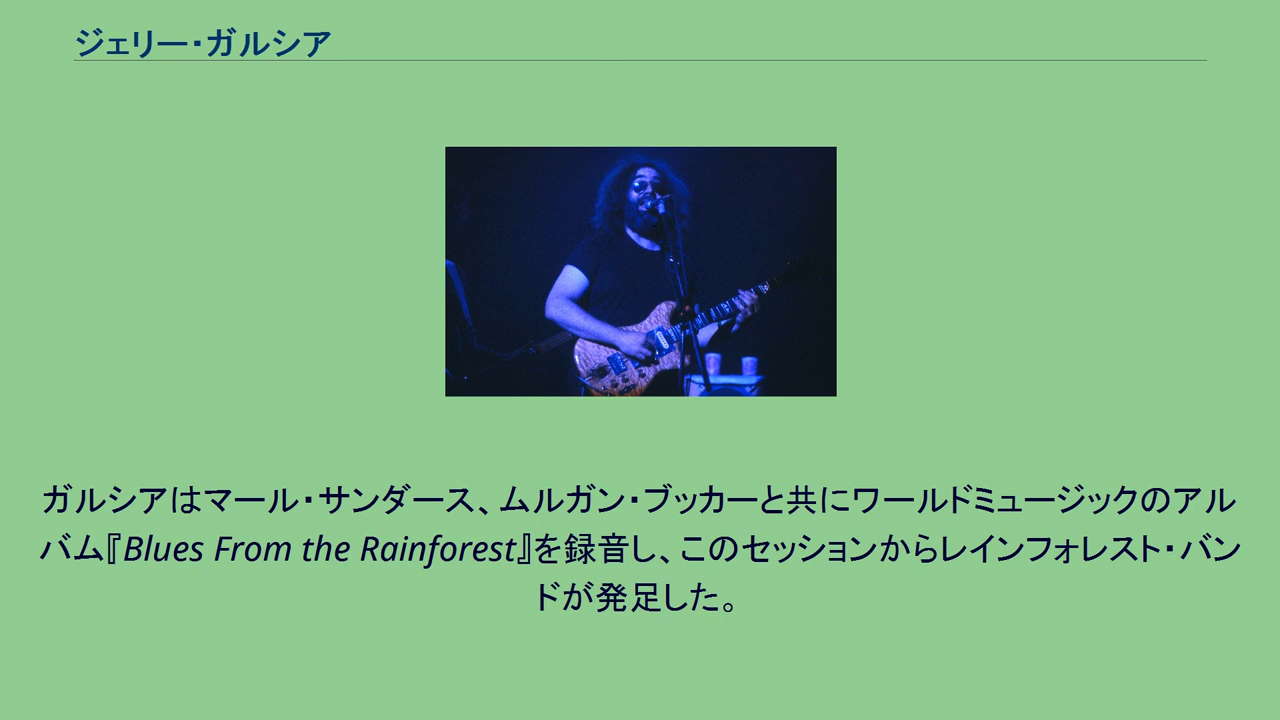 ジェリー・ガルシア
ガルシアはマール・サンダース、ムルガン・ブッカーと共にワールドミュージックのアル
バム『Blues From the Rainforest』を録音し、このセッションからレインフォレスト・バン
ドが発足した。